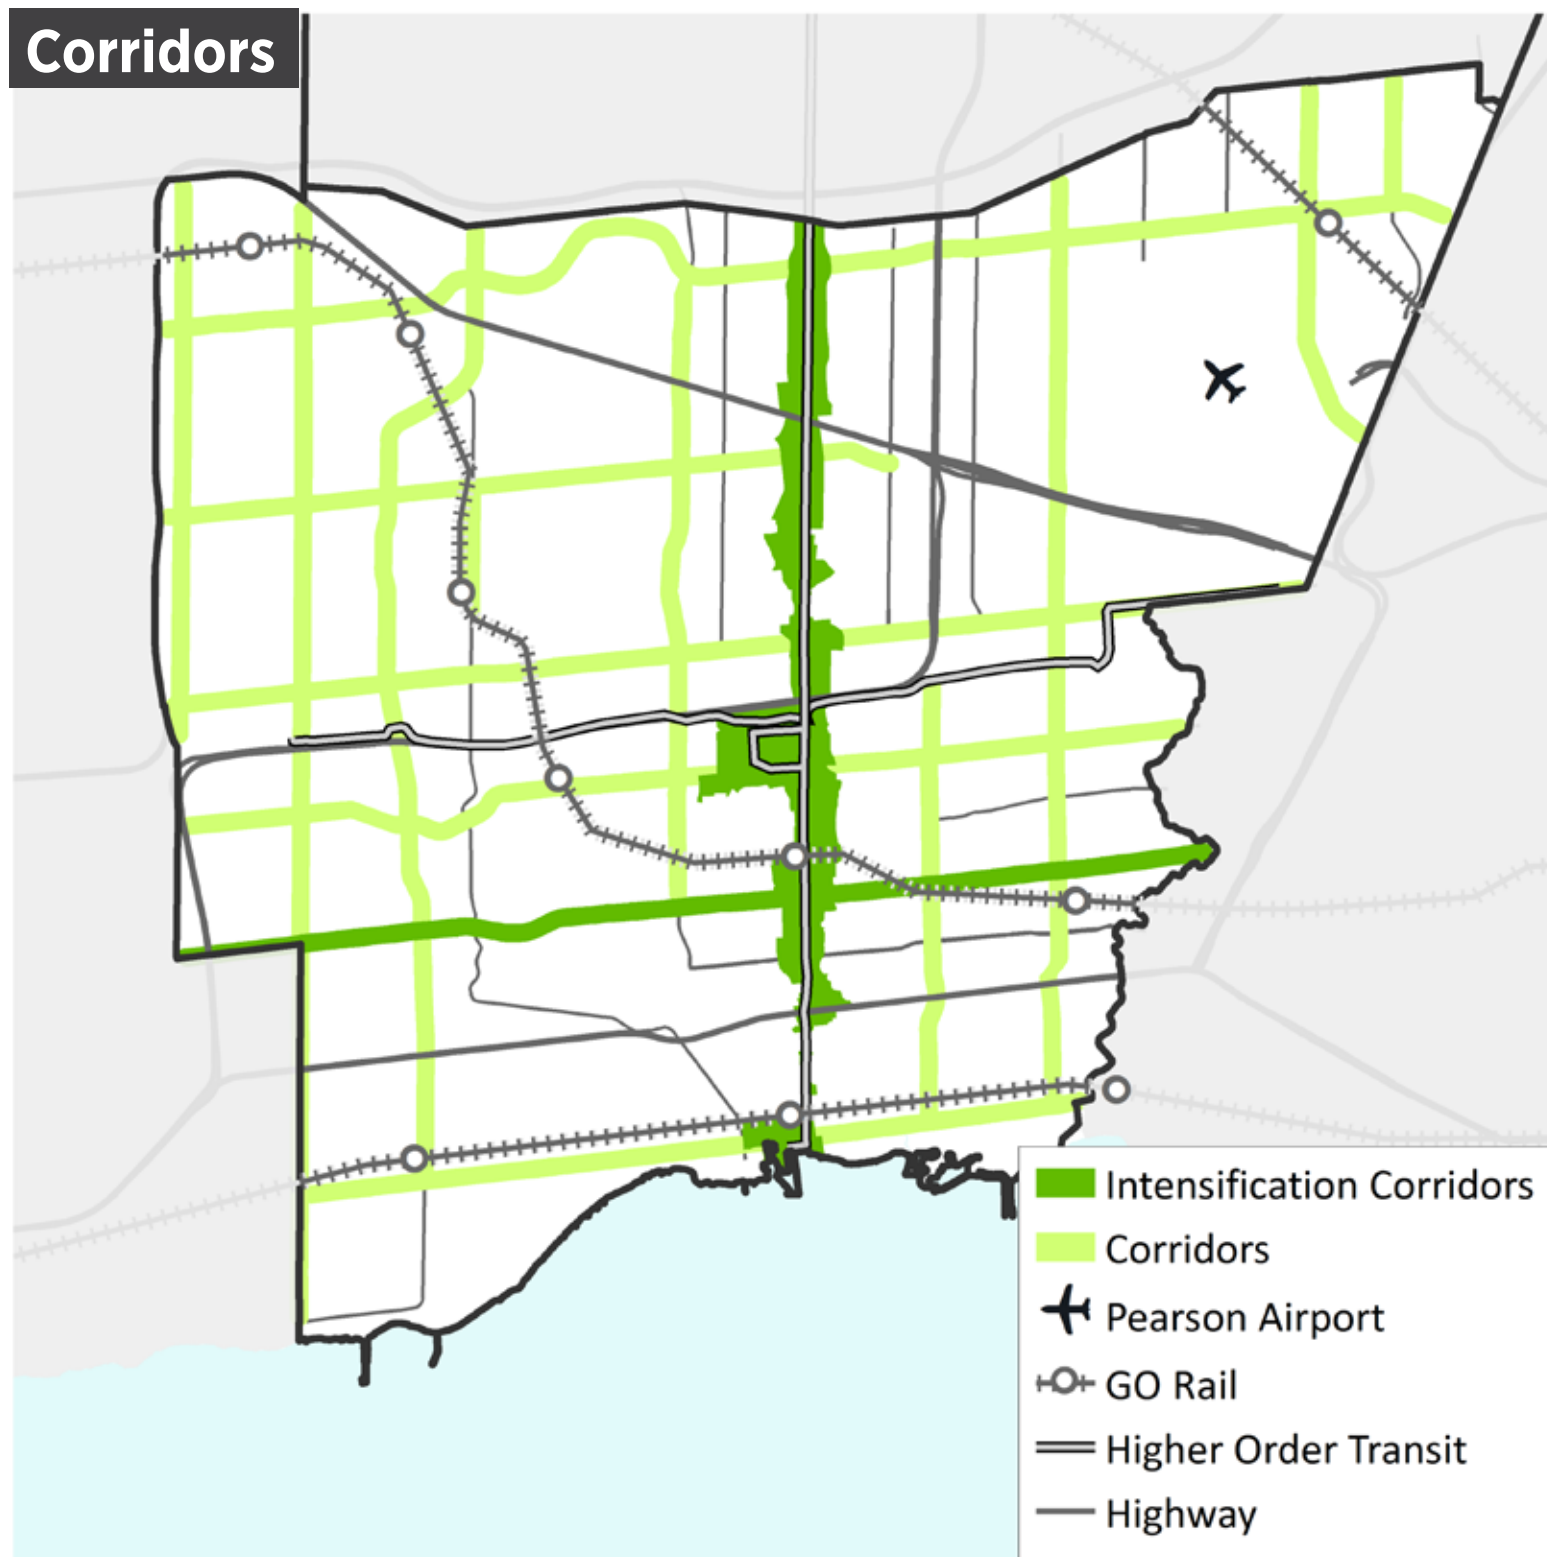 Corridors
Intensification Corridors
Corridors
Pearson Airport
GO Rail
Higher Order Transit
Highway